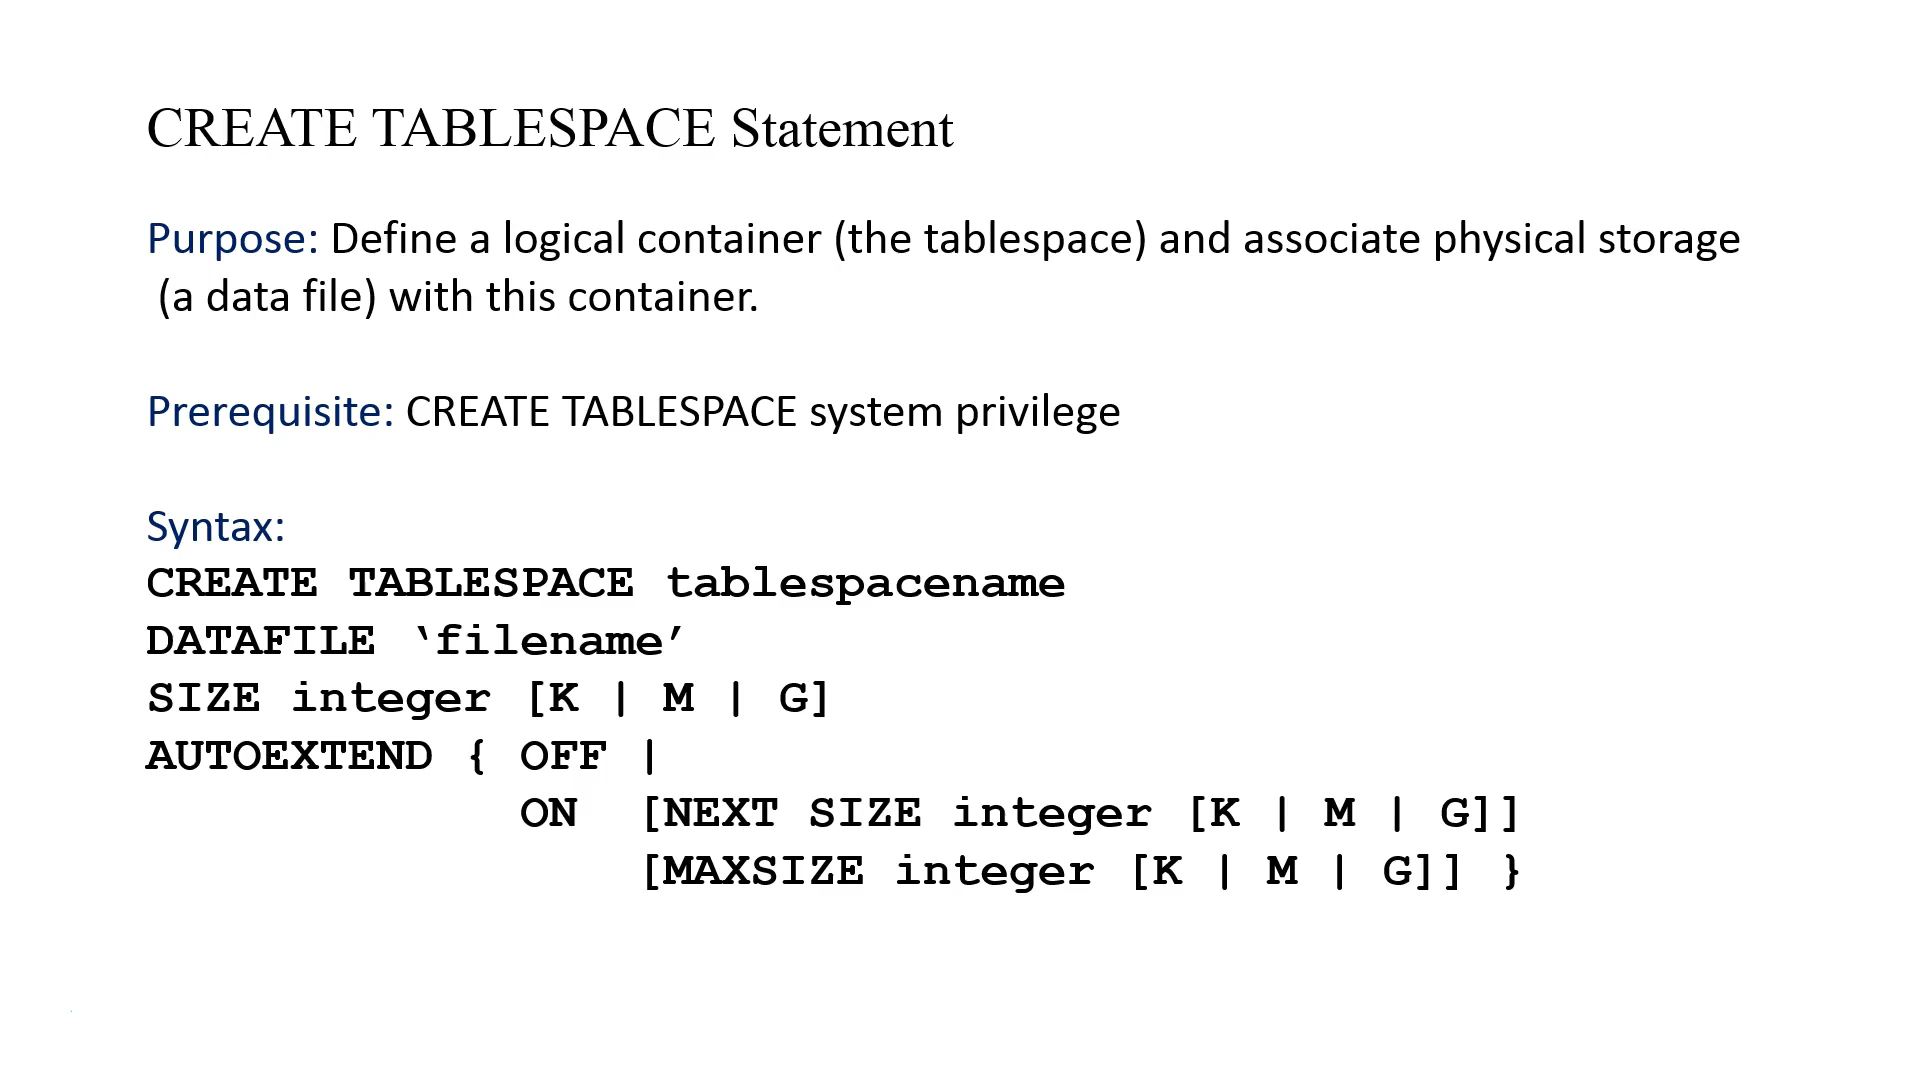 CREATE TABLESPACE Statement
Purpose: Define a logical container (the tablespace) and associate physical storage
(a data file) with this container.
Prerequisite: CREATE TABLESPACE system privilege
Syntax:
CREATE TABLESPACE tablespacename
DATAFILE ‘filename’
SIZE integer [K | M | G]
AUTOEXTEND { OFF |
ON [NEXT SIZE integer [K | M | G]]
[MAXSIZE integer [K | M | G]] }